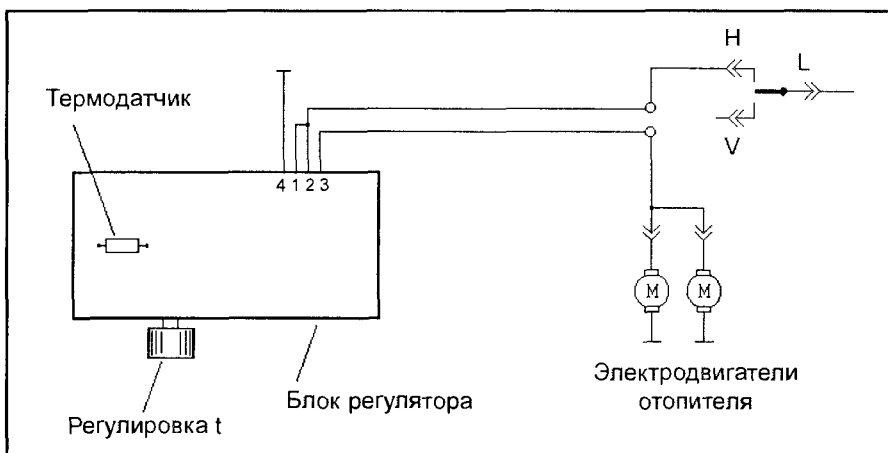 H
L
Термодатчик
V
4 1 2 3
M M
Электродвигатели
отопителя
Блок регулятора
Регулировка t